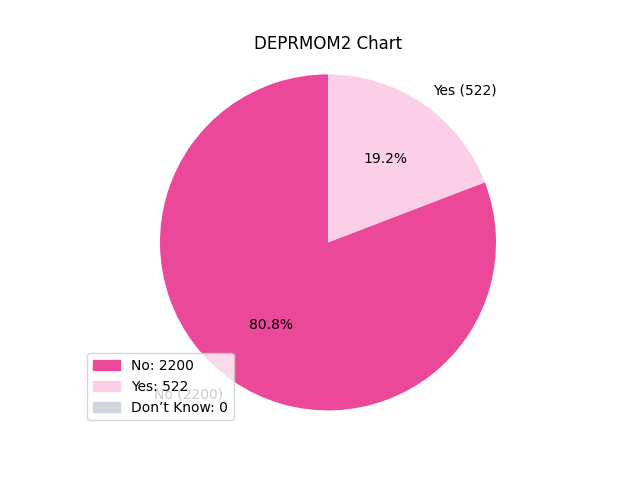 DEPRMOM2 Chart
Yes (522)
19.2%
80.8%
No: 2200
Yes: 522
No (2200)
Don’t Know: 0